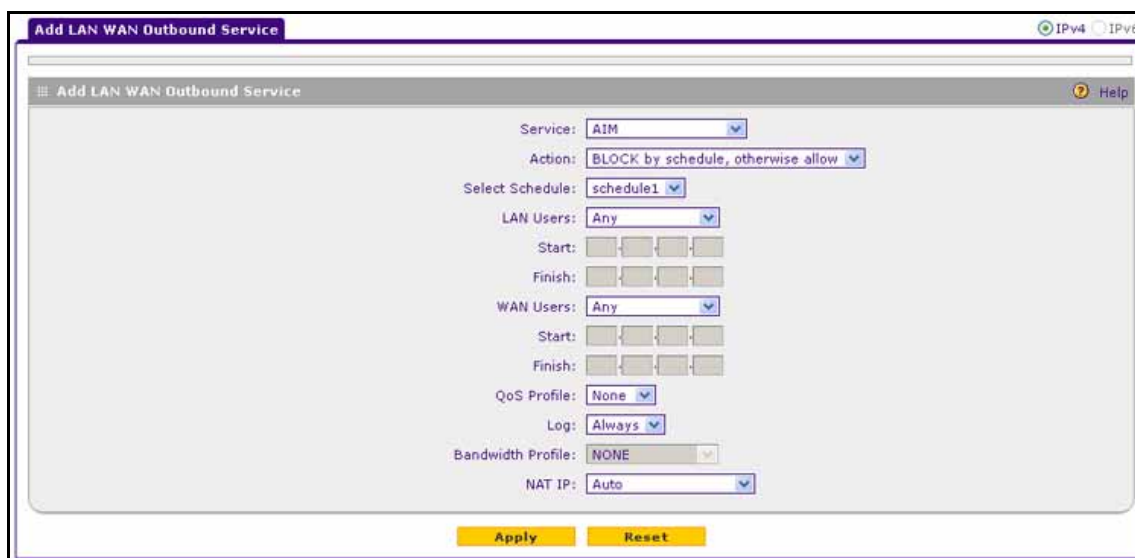 Add LAN WAN Outbound Service
IPv4 IPv6
Add LAN WAN Outbound Service
Help
Service: AIM
Action: BLOCK by schedule, otherwise allow
Select Schedule: schedule1
LAN Users: Any
Start:
Finish:
WAN Users: Any
Start:
Finish:
QoS Profile: None
Log: Always
Bandwidth Profile: NONE
NAT IP: Auto
Apply Reset